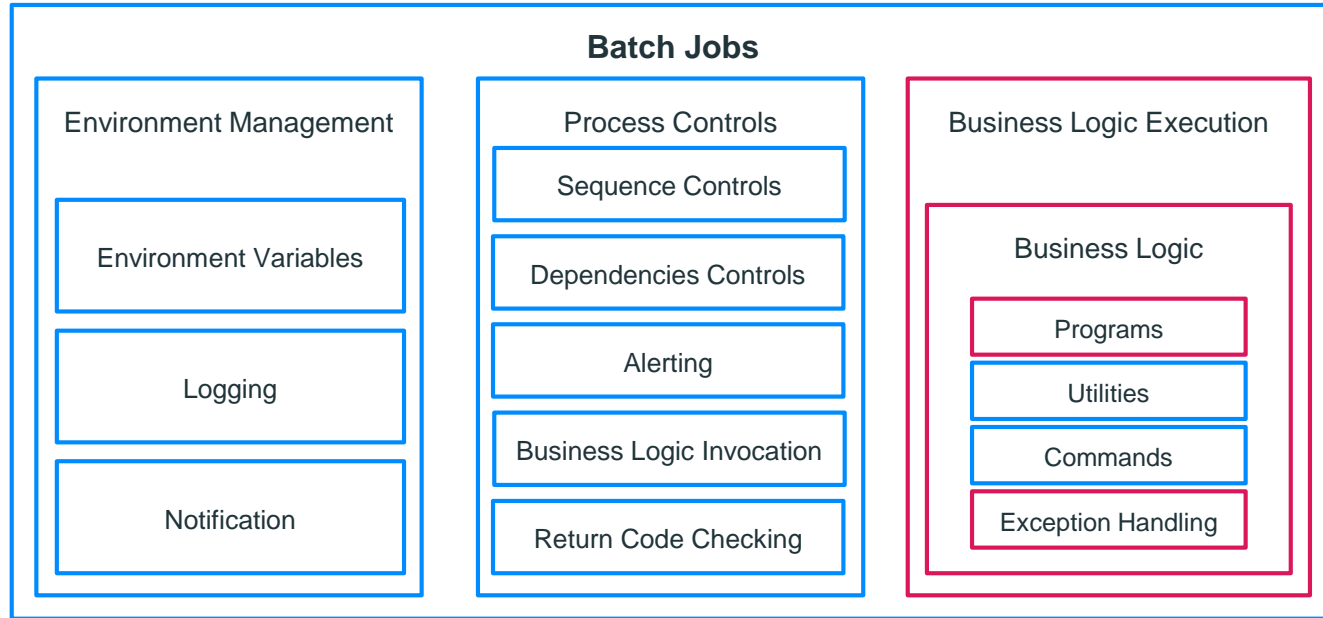 Batch Jobs
Environment Management
Environment Variables
Logging
Notification
Process Controls
Sequence Controls
Dependencies Controls
Alerting
Business Logic Invocation
Return Code Checking
Business Logic Execution
Business Logic
Programs
Utilities
Commands
Exception Handling